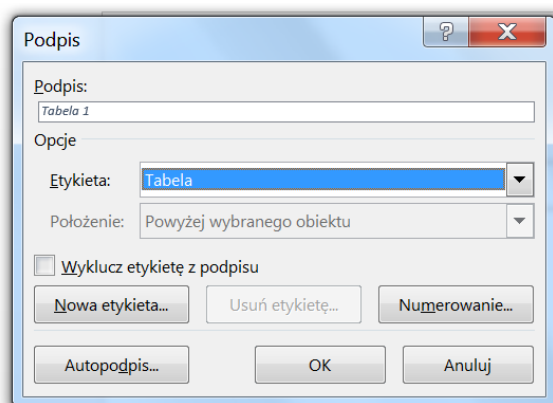 Podpis
Podpis:
Tabela 1
Opcje
Etykieta: Tabela
Położenie: Powyżej wybranego obiektu
Wyklucz etykietę z podpisu
Nowa etykieta... Usuń etykietę... Numerowanie...
Autopodpis... OK Anuluj